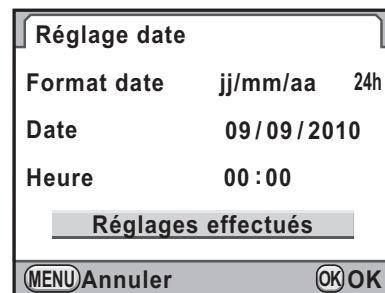 Réglage date
Format date jj/mm/aa 24h
Date 09/09/2010
Heure 00:00
Réglages effectués
MENU Annuler OK OK